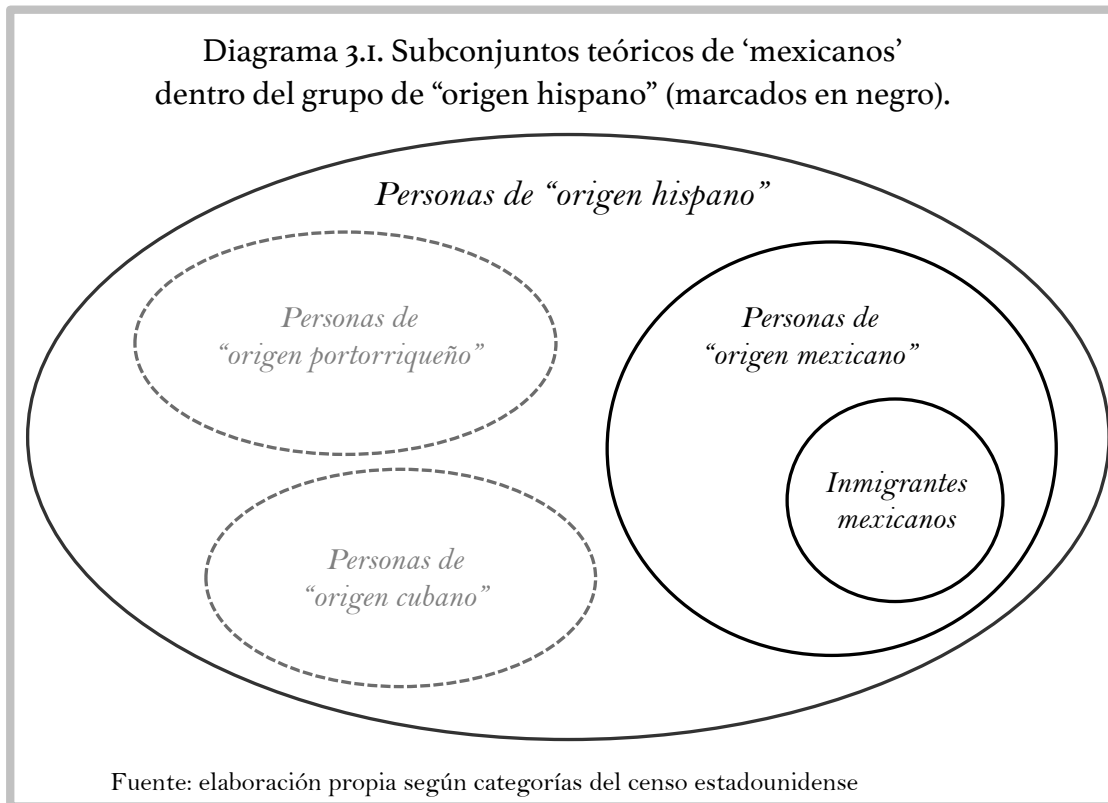 Diagrama 3.1. Subconjuntos teóricos de ‘mexicanos’
dentro del grupo de “origen hispano” (marcados en negro).
Personas de “origen hispano”
Personas de
“origen portorriqueño”
Personas de
“origen mexicano”
Inmigrantes
mexicanos
Personas de
“origen cubano”
Fuente: elaboración propia según categorías del censo estadounidense